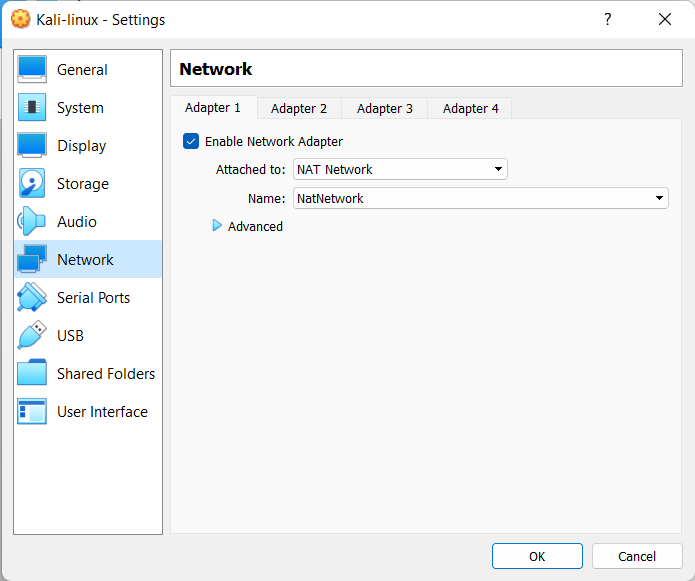 Kali-linux - Settings
?
General
System
Display
Storage
Audio
Network
Serial Ports
USB
Shared Folders
User Interface
Network
Adapter 1 Adapter 2 Adapter 3 Adapter 4
Enable Network Adapter
Attached to: NAT Network
Name: NatNetwork
Advanced
OK Cancel